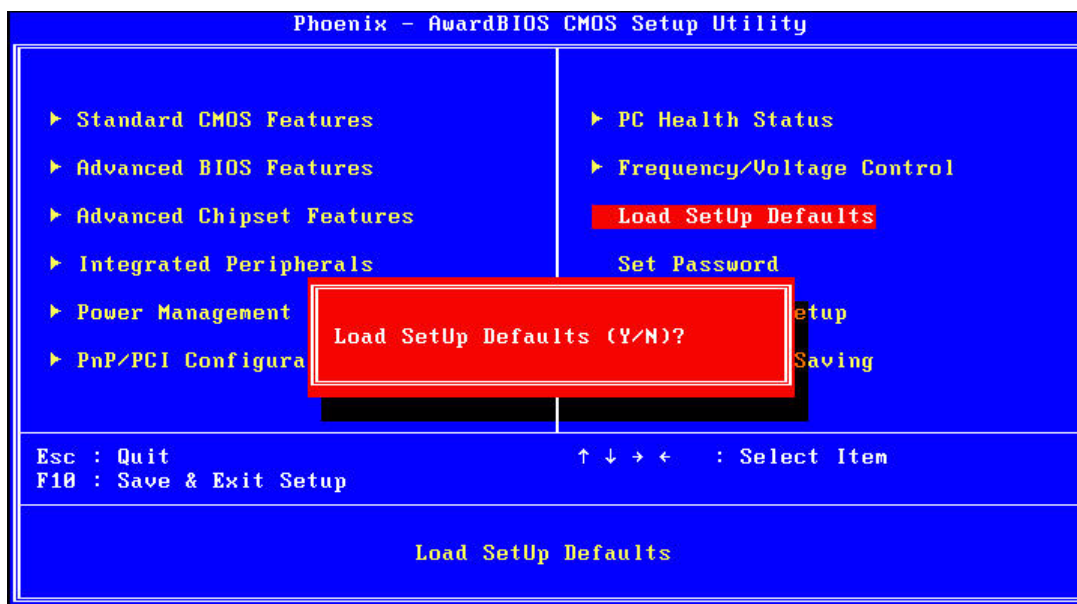 Phoenix - AwardBIOS CMOS Setup Utility
▶ Standard CMOS Features
▶ Advanced BIOS Features
▶ Advanced Chipset Features
▶ Integrated Peripherals
▶ Power Management
▶ PnP/PCI Configura
▶ PC Health Status
▶ Frequency/Voltage Control
Load SetUp Defaults
Set Password
etup
Saving
Load SetUp Defaults (Y/N)?
Esc : Quit
F10 : Save & Exit Setup
↑ ↓ → ← : Select Item
Load SetUp Defaults